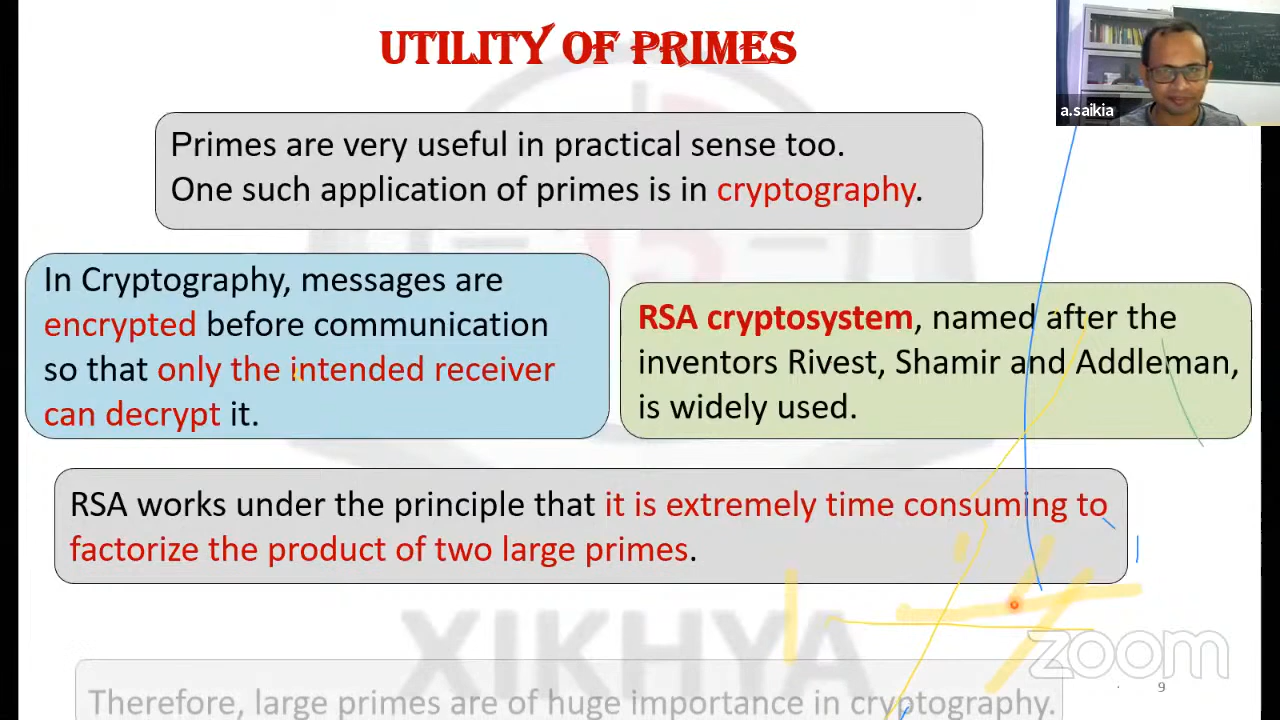 UTILITY OF PRIMES
a.saikia
Primes are very useful in practical sense too.
One such application of primes is in cryptography.
In Cryptography, messages are
encrypted before communication
so that only the intended receiver
can decrypt it.
RSA cryptosystem, named after the
inventors Rivest, Shamir and Addleman,
is widely used.
RSA works under the principle that it is extremely time consuming to
factorize the product of two large primes.
XIKHYA
zoom
Therefore, large primes are of huge importance in cryptography.
9